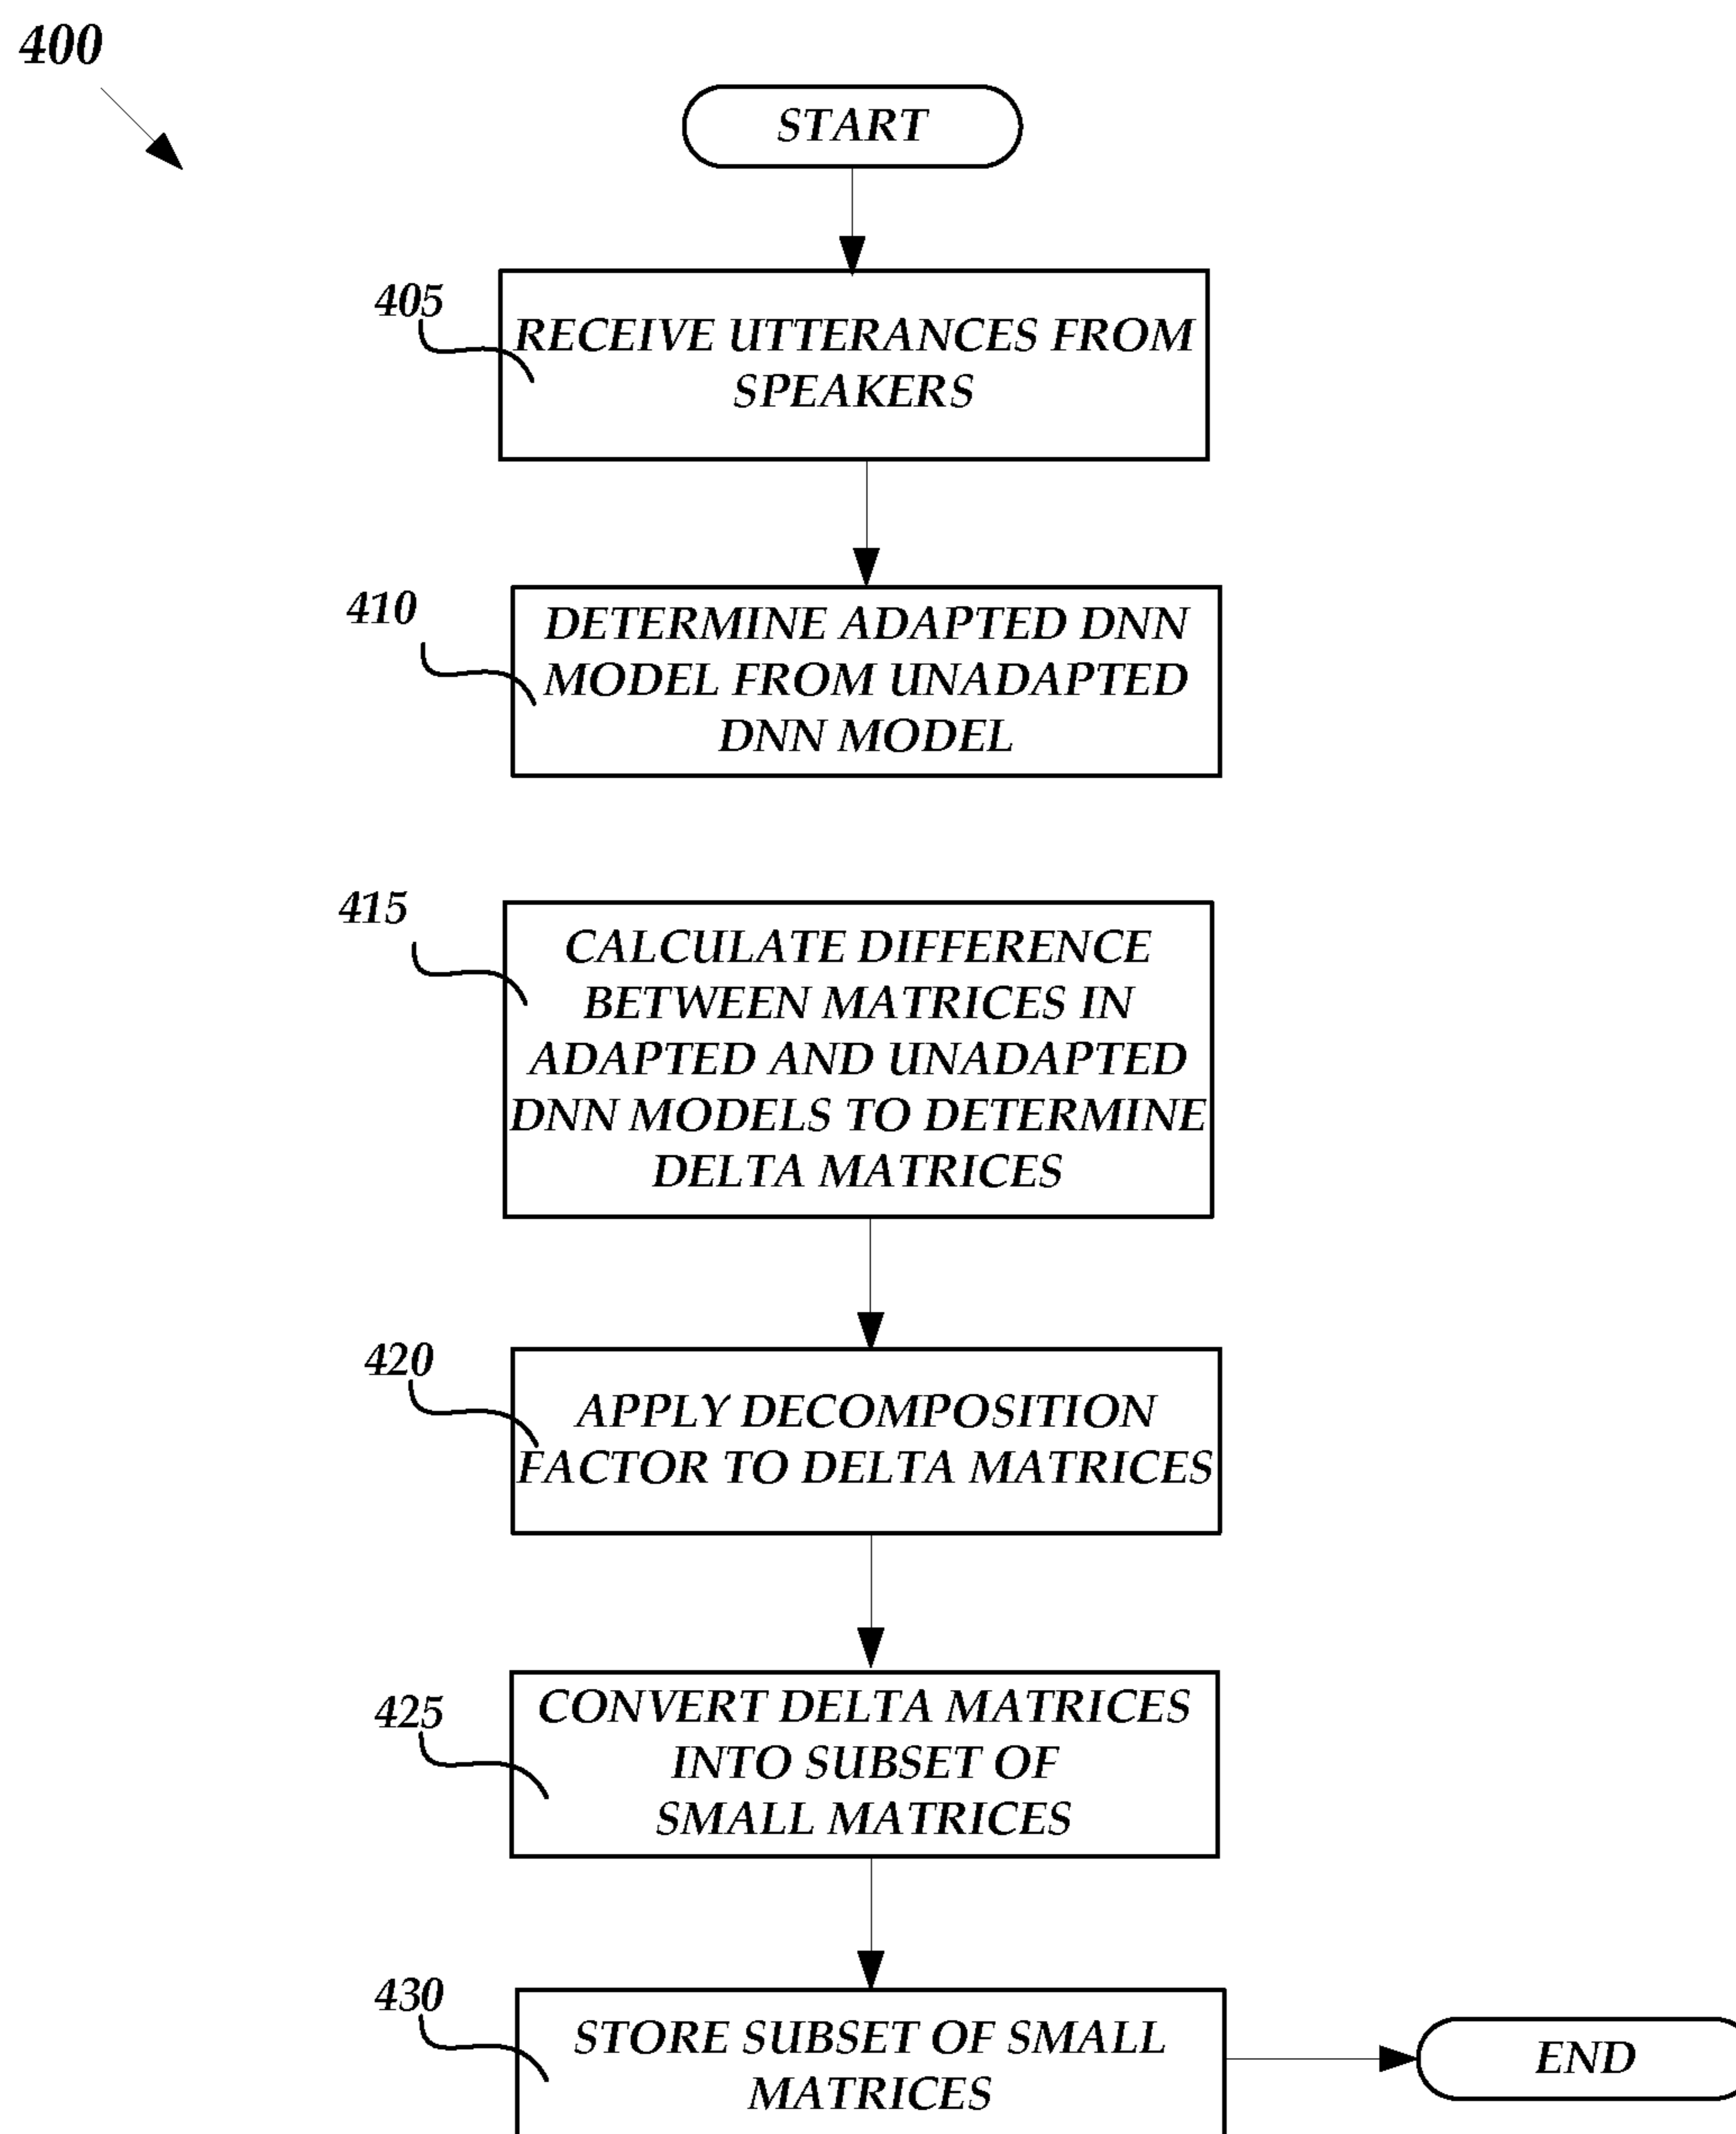 400
START
405
RECEIVE UTTERANCES FROM
SPEAKERS
410
DETERMINE ADAPTED DNN
MODEL FROM UNADAPTED
DNN MODEL
415
CALCULATE DIFFERENCE
BETWEEN MATRICES IN
ADAPTED AND UNADAPTED
DNN MODELS TO DETERMINE
DELTA MATRICES
420
APPLY DECOMPOSITION
FACTOR TO DELTA MATRICES
425
CONVERT DELTA MATRICES
INTO SUBSET OF
SMALL MATRICES
430
STORE SUBSET OF SMALL
MATRICES
END